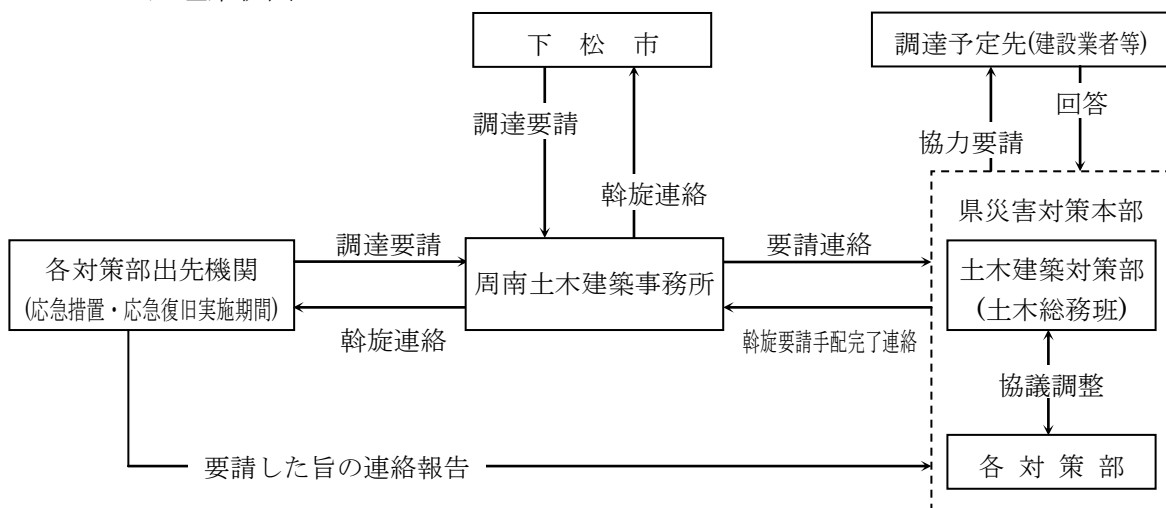 下 松 市
調達予定先(建設業者等)
調達要請
回答
協力要請
斡旋連絡
県災害対策本部
調達要請
要請連絡
各対策部出先機関
(応急措置・応急復旧実施期間)
周南土木建築事務所
土木建築対策部
(土木総務班)
斡旋連絡
斡旋要請手配完了連絡
協議調整
要請した旨の連絡報告
各 対 策 部